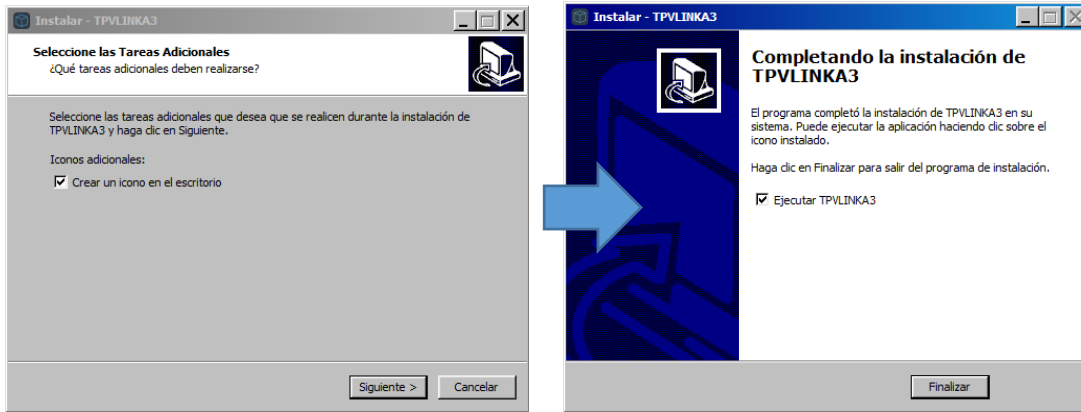 Instalar - TPVLINKA3
Seleccione las Tareas Adicionales
¿Qué tareas adicionales deben realizarse?
Seleccione las tareas adicionales que desea que se realicen durante la instalación de
TPVLINKA3 y haga clic en Siguiente.
Iconos adicionales:
Crear un icono en el escritorio
Siguiente >
Cancelar
Instalar - TPVLINKA3
Completando la instalación de
TPVLINKA3
El programa completó la instalación de TPVLINKA3 en su
sistema. Puede ejecutar la aplicación haciendo clic sobre el
icono instalado.
Haga clic en Finalizar para salir del programa de instalación.
Ejecutar TPVLINKA3
Finalizar